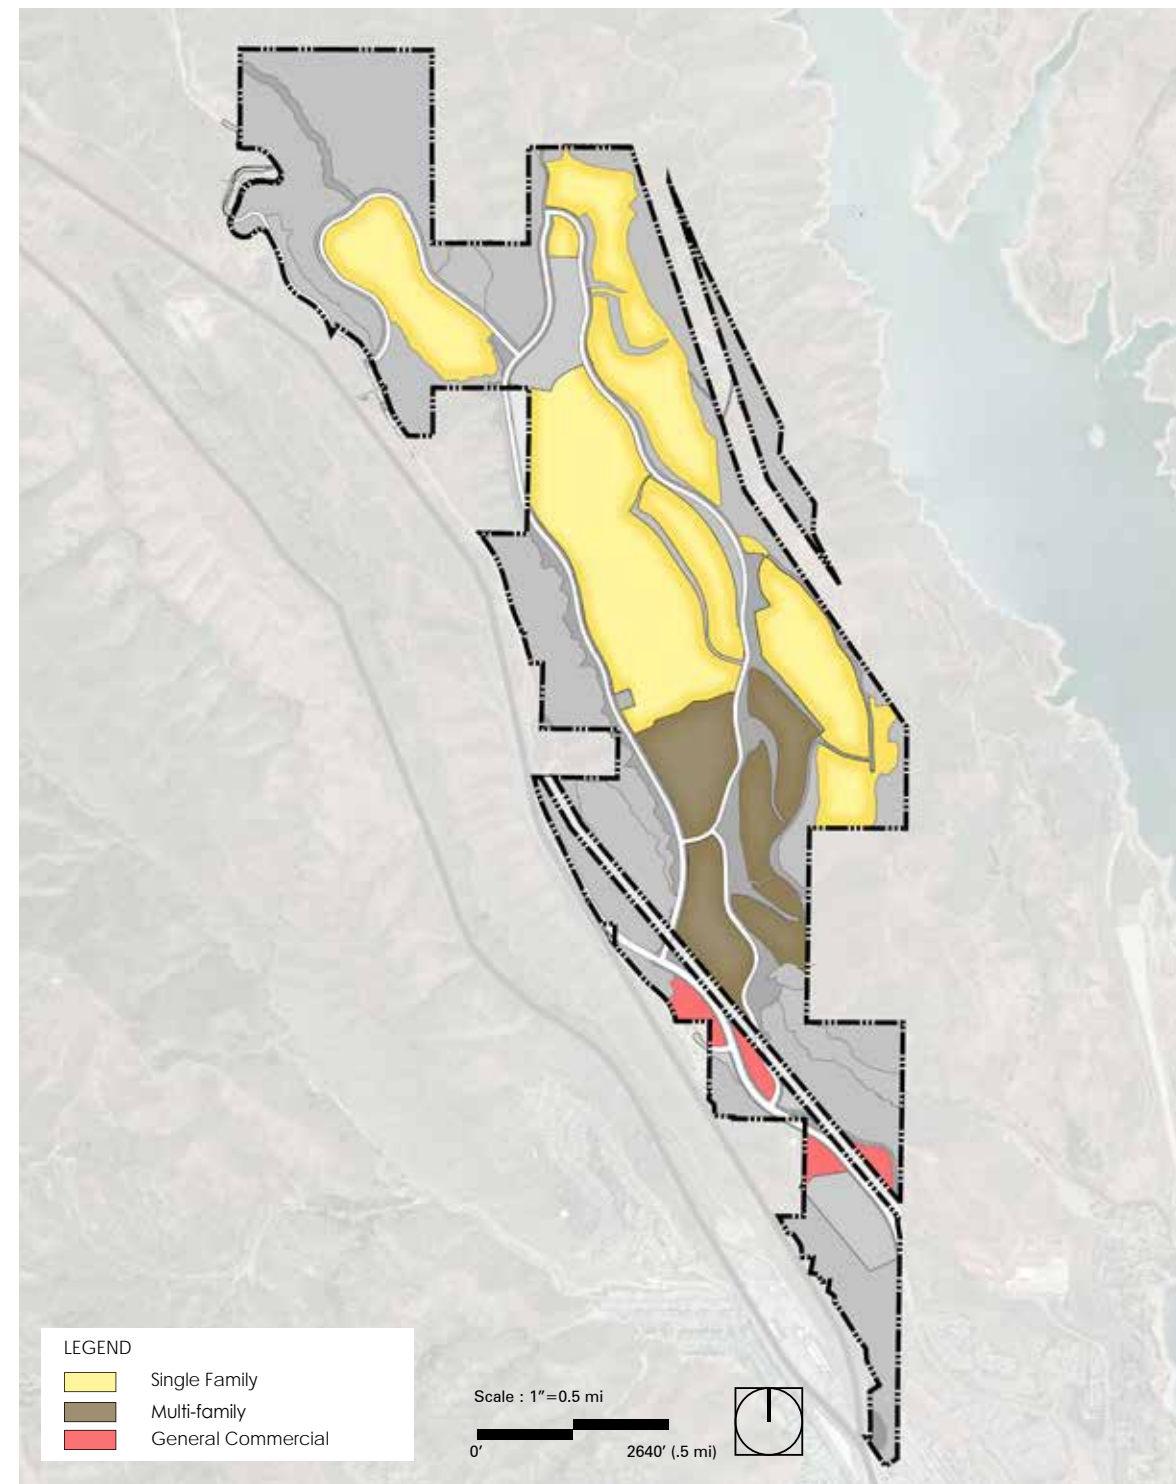 LEGEND
Single Family
Multi-family
General Commercial
Scale : 1"=0.5 mi
0' 2640' (.5 mi)